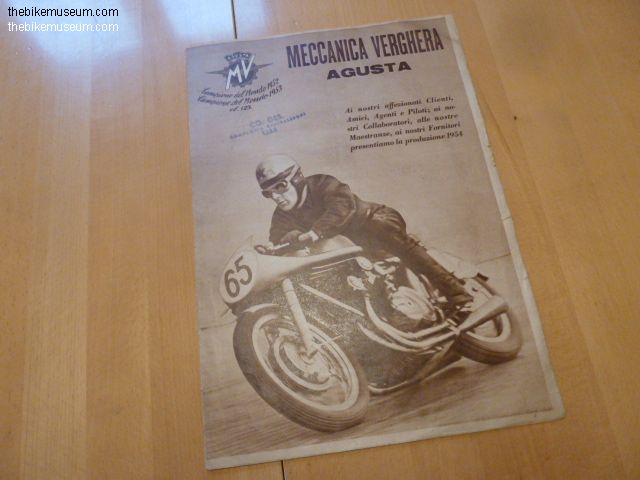 thebikemuseum.com
thebikemuseum.com
MV
MECCANICA VERGHERA
AGUSTA
Campione del Mondo 1952
Campione del Mondo 1953
cl. 125.
Ai nostri affezionati Clienti,
Amici, Agenti e Piloti; ai no-
stri Collaboratori, alle nostre
Maestranze, ai nostri Fornitori
presentiamo la produzione 1954
CO. GES.
65